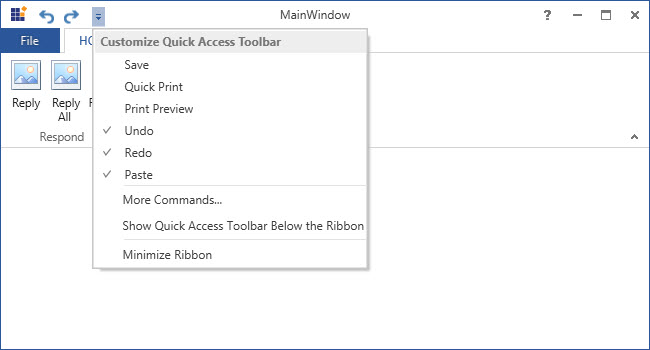 MainWindow
?
File
HO
Customize Quick Access Toolbar
Save
Quick Print
Print Preview
Undo
Redo
Paste
More Commands...
Show Quick Access Toolbar Below the Ribbon
Minimize Ribbon
Reply
Reply
All
Respond